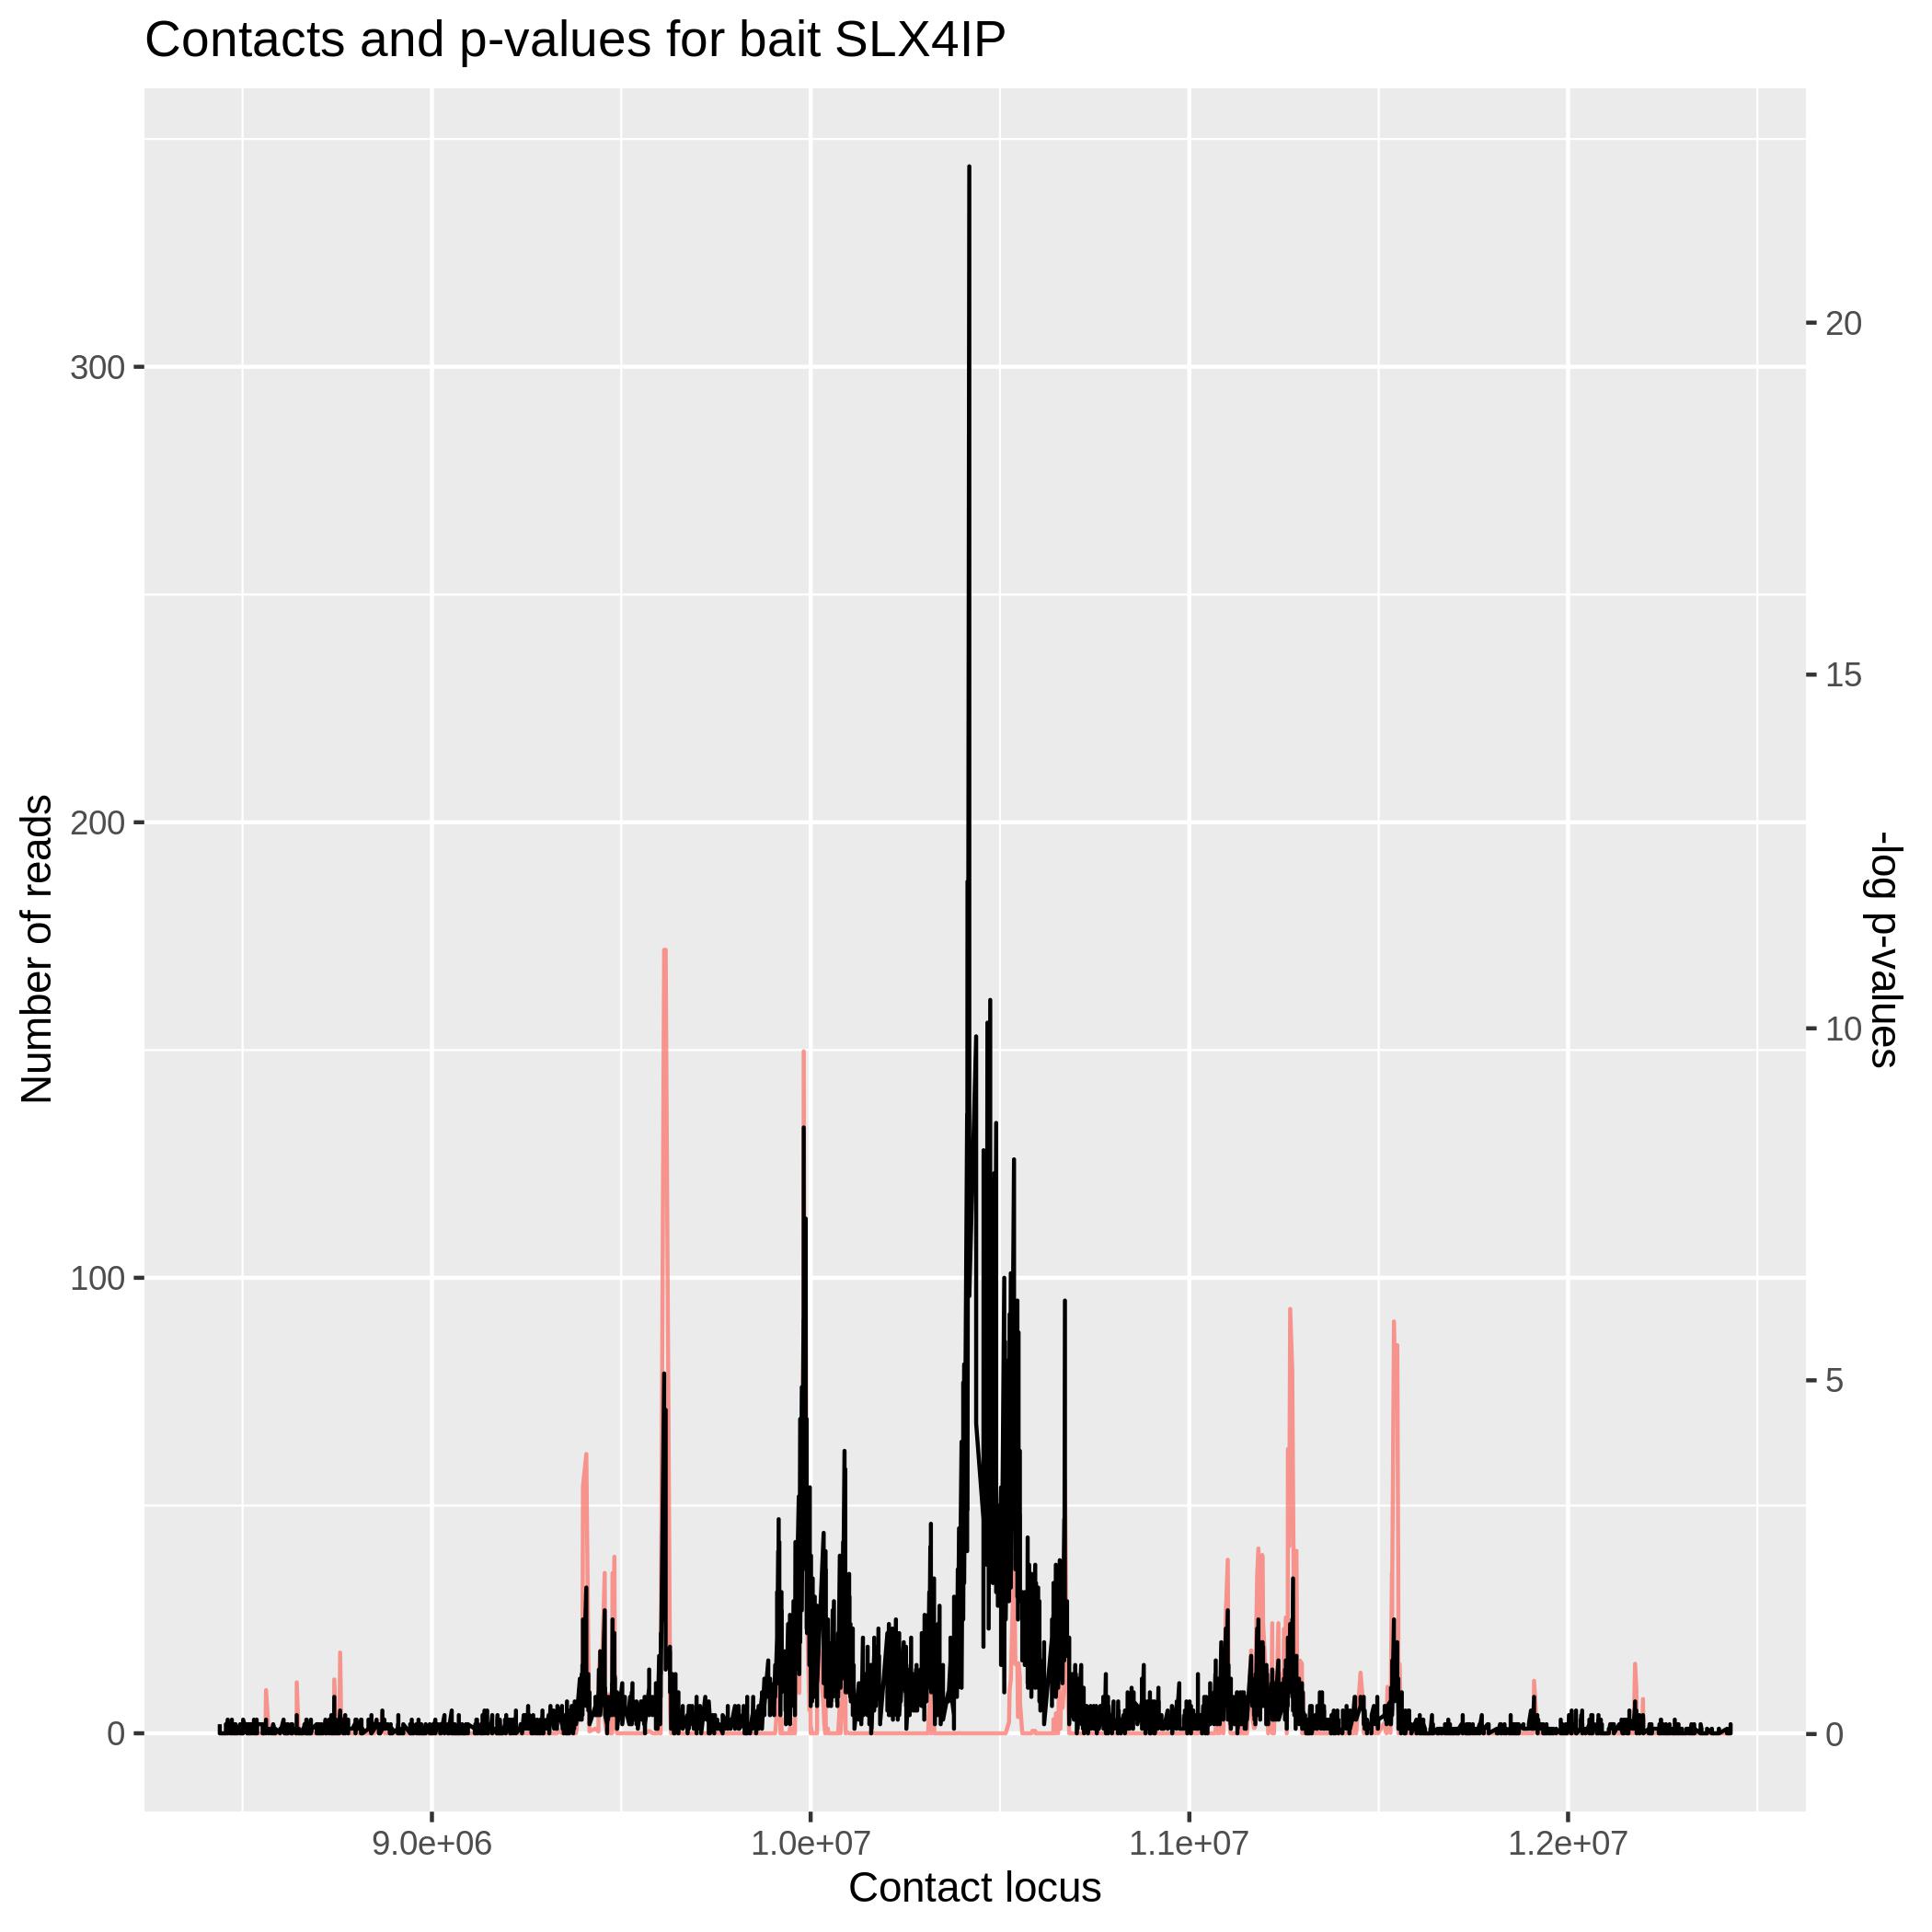 Contacts and p-values for bait SLX4IP
Number of reads
300
200
100
0
20
15
10
5
0
-log p-values
9.0e+06
1.0e+07
1.1e+07
1.2e+07
Contact locus